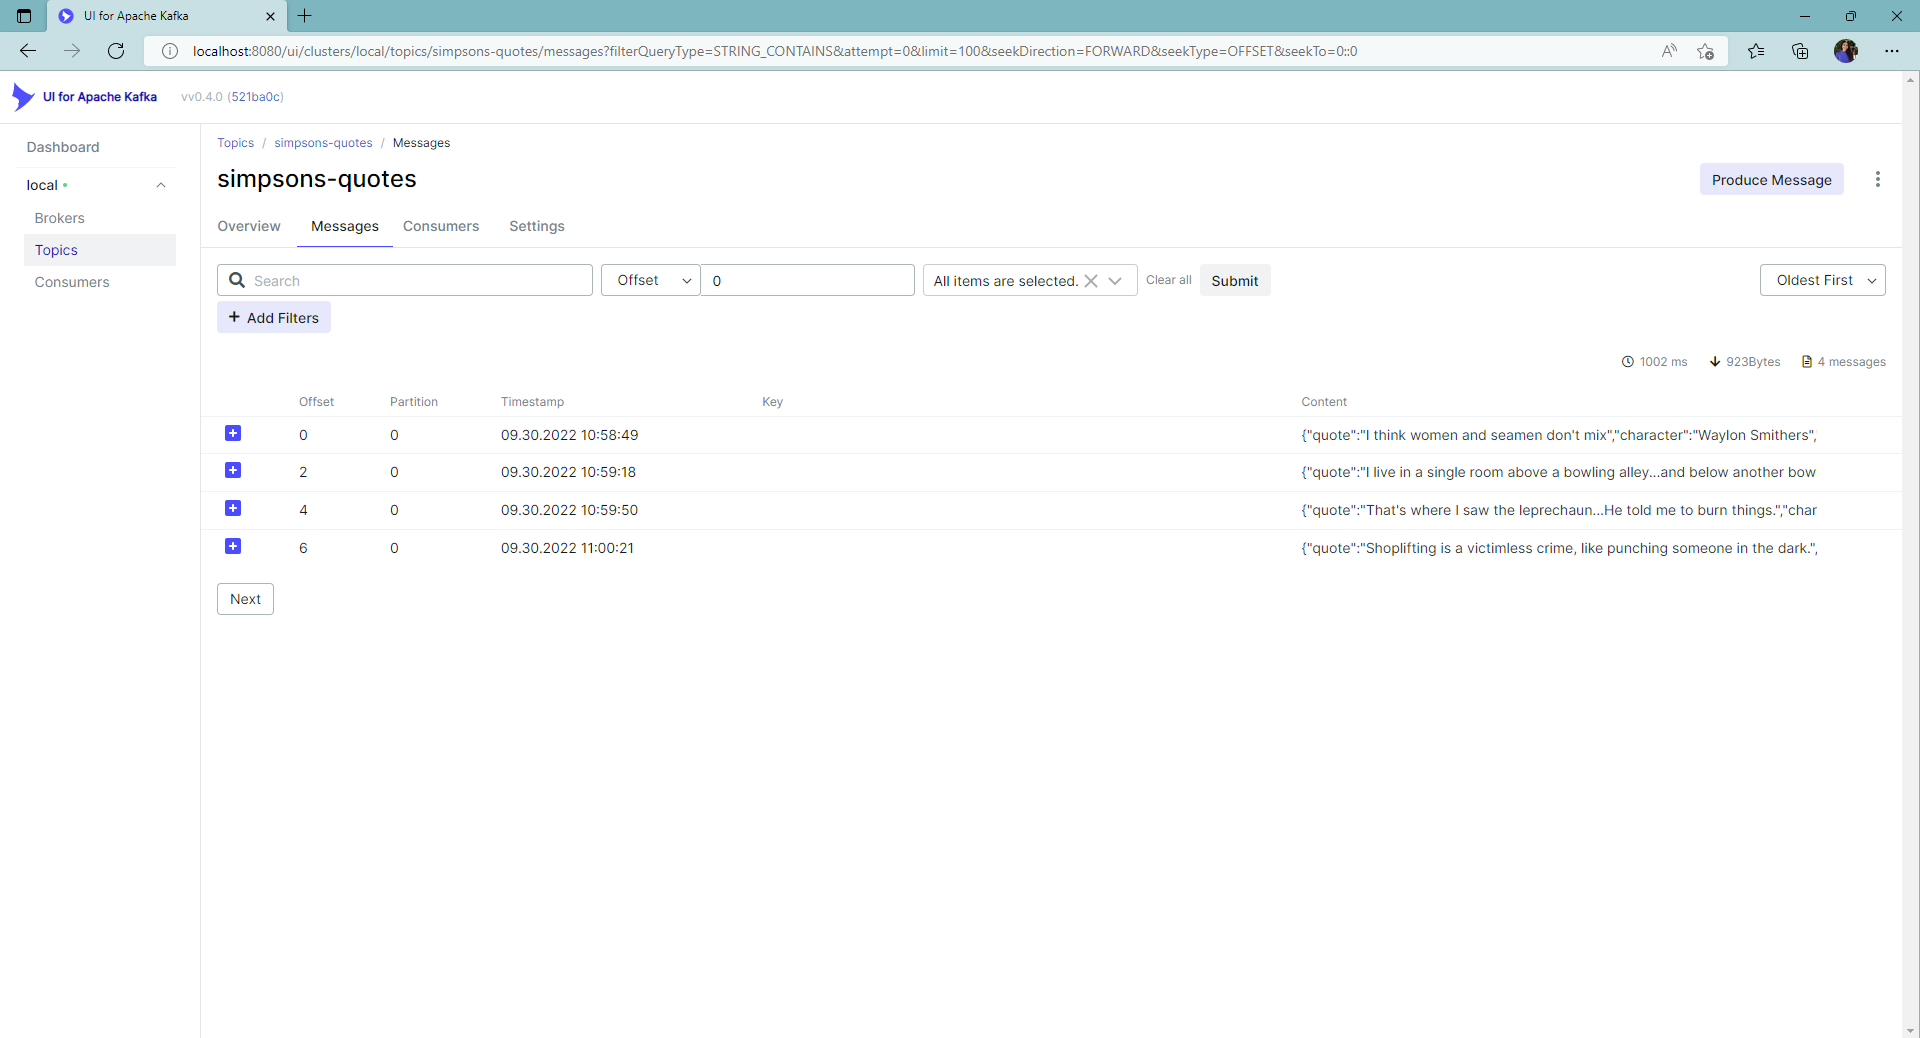 UI for Apache Kafka
localhost:8080/ui/clusters/local/topics/simpsons-quotes/messages?filterQueryType=STRING_CONTAINS&attempt=0&limit=100&seekDirection=FORWARD&seekType=OFFSET&seekTo=0::0
UI for Apache Kafka vv0.4.0 (521ba0c)
Dashboard
local
Brokers
Topics
Consumers
Topics / simpsons-quotes / Messages
simpsons-quotes
Produce Message
Overview Messages Consumers Settings
Search Offset 0 All items are selected. Clear all Submit Oldest First
Add Filters
1002 ms 923Bytes 4 messages
Offset Partition Timestamp Key Content
0 0 09.30.2022 10:58:49 {"quote":"I think women and seamen don't mix","character":"Waylon Smithers",
2 0 09.30.2022 10:59:18 {"quote":"I live in a single room above a bowling alley...and below another bow
4 0 09.30.2022 10:59:50 {"quote":"That's where I saw the leprechaun...He told me to burn things.","char
6 0 09.30.2022 11:00:21 {"quote":"Shoplifting is a victimless crime, like punching someone in the dark.",
Next